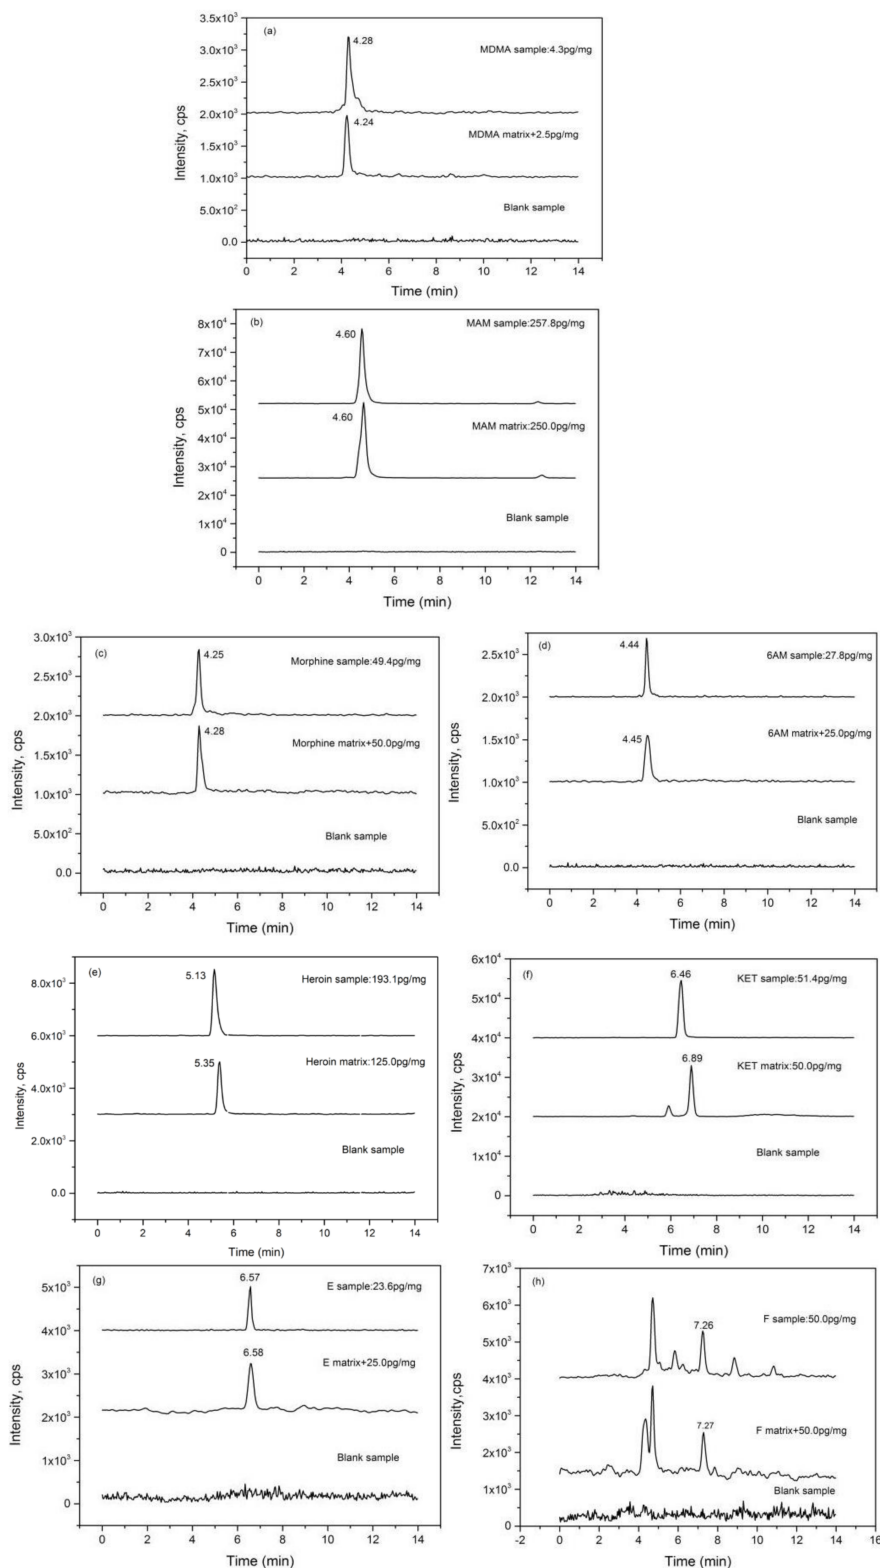 (a)
3.5x10³
3.0x10³
2.5x10³
2.0x10³
1.5x10³
1.0x10³
5.0x10²
0.0
Intensity, cps
4.28
MDMA sample:4.3pg/mg
4.24
MDMA matrix+2.5pg/mg
Blank sample
0 2 4 6 8 10 12 14
Time (min)
(b)
8x10⁴
7x10⁴
6x10⁴
5x10⁴
4x10⁴
3x10⁴
2x10⁴
1x10⁴
0
Intensity, cps
4.60
MAM sample:257.8pg/mg
4.60
MAM matrix:250.0pg/mg
Blank sample
0 2 4 6 8 10 12 14
Time (min)
(c)
3.0x10³
2.5x10³
2.0x10³
1.5x10³
1.0x10³
5.0x10²
0.0
Intensity, cps
4.25
Morphine sample:49.4pg/mg
4.28
Morphine matrix+50.0pg/mg
Blank sample
0 2 4 6 8 10 12 14
Time (min)
(d)
2.5x10³
2.0x10³
1.5x10³
1.0x10³
5.0x10²
0.0
Intensity, cps
4.44
6AM sample:27.8pg/mg
4.45
6AM matrix+25.0pg/mg
Blank sample
0 2 4 6 8 10 12 14
Time (min)
(e)
8.0x10³
6.0x10³
4.0x10³
2.0x10³
0.0
Intensity, cps
5.13
Heroin sample:193.1pg/mg
5.35
Heroin matrix:125.0pg/mg
Blank sample
0 2 4 6 8 10 12 14
Time (min)
(f)
6x10⁴
5x10⁴
4x10⁴
3x10⁴
2x10⁴
1x10⁴
0
Intensity, cps
6.46
KET sample:51.4pg/mg
6.89
KET matrix:50.0pg/mg
Blank sample
0 2 4 6 8 10 12 14
Time (min)
(g)
5x10³
4x10³
3x10³
2x10³
1x10³
0
Intensity, cps
6.57
E sample:23.6pg/mg
6.58
E matrix+25.0pg/mg
Blank sample
0 2 4 6 8 10 12 14
Time (min)
(h)
7x10³
6x10³
5x10³
4x10³
3x10³
2x10³
1x10³
0
Intensity,cps
7.26
F sample:50.0pg/mg
7.27
F matrix+50.0pg/mg
Blank sample
-2 0 2 4 6 8 10 12 14 16
Time (min)